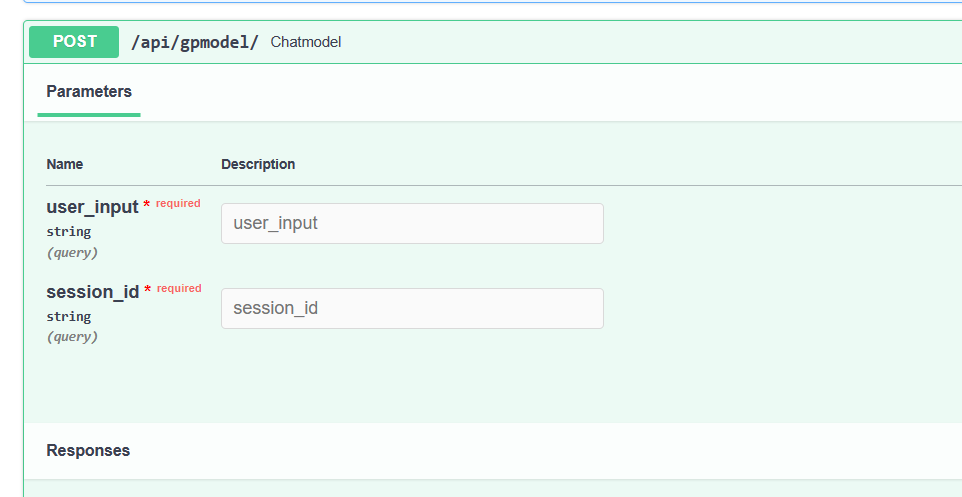 POST /api/gpmodel/ Chatmodel
Parameters
Name Description
user_input * required user_input
string
(query)
session_id * required session_id
string
(query)
Responses